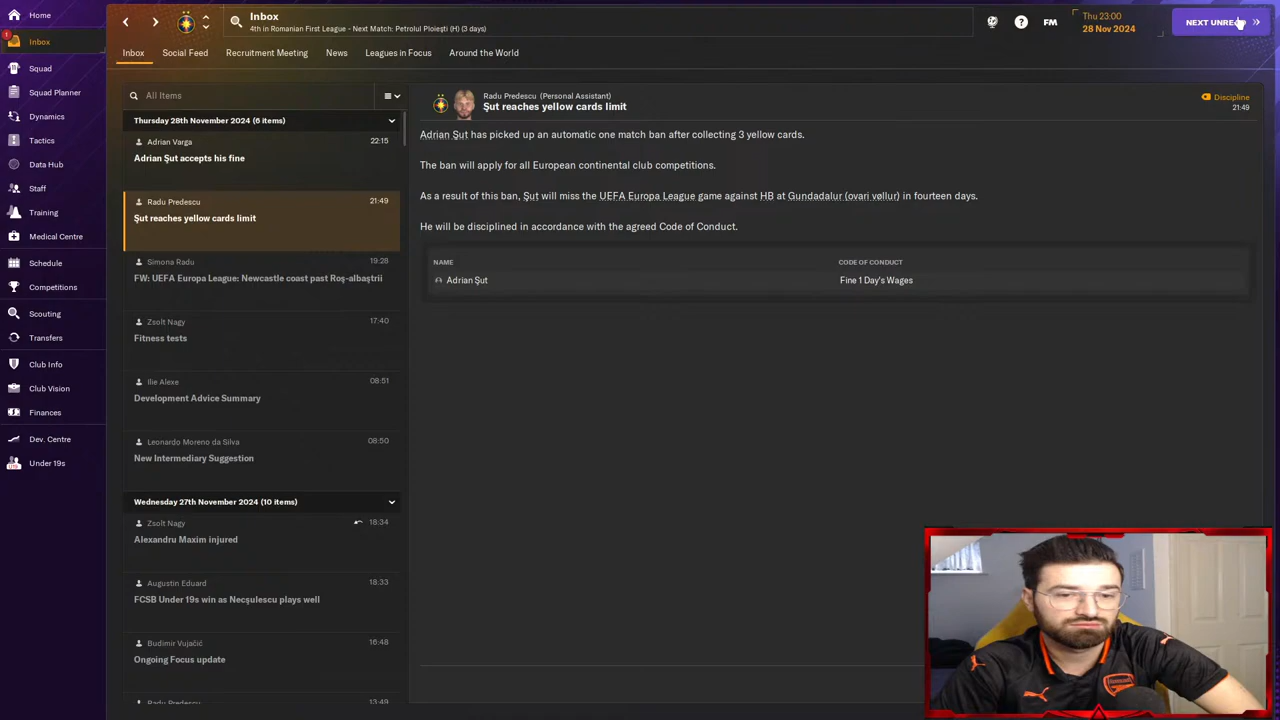 Home
Inbox
1
Squad
Squad Planner
Dynamics
Tactics
Data Hub
Staff
Training
Medical Centre
Schedule
Competitions
Scouting
Transfers
Club Info
Club Vision
Finances
Dev. Centre
Under 19s
Inbox
4th in Romanian First League - Next Match: Petrolul Ploiești (H) (3 days)
FM
Thu 23:00
28 Nov 2024
Inbox
Social Feed
Recruitment Meeting
News
Leagues in Focus
Around the World
All Items
Thursday 28th November 2024 (6 items)
Adrian Varga 22:15
Adrian Șut accepts his fine
Radu Predescu 21:49
Șut reaches yellow cards limit
Simona Radu 19:28
FW: UEFA Europa League: Newcastle coast past Roș-albaștrii
Zsolt Nagy 17:40
Fitness tests
Ilie Alexe 08:51
Development Advice Summary
Leonardo Moreno da Silva 08:50
New Intermediary Suggestion
Wednesday 27th November 2024 (10 items)
Zsolt Nagy 18:34
Alexandru Maxim injured
Augustin Eduard 18:33
FCSB Under 19s win as Necșulescu plays well
Budimir Vujačić 16:48
Ongoing Focus update
Radu Predescu 13:49
Radu Predescu (Personal Assistant)
Șut reaches yellow cards limit
Discipline
21:49
Adrian Șut has picked up an automatic one match ban after collecting 3 yellow cards.
The ban will apply for all European continental club competitions.
As a result of this ban, Șut will miss the UEFA Europa League game against HB at Gundadalur (ovari vøllur) in fourteen days.
He will be disciplined in accordance with the agreed Code of Conduct.
NAME CODE OF CONDUCT
Adrian Șut Fine 1 Day's Wages